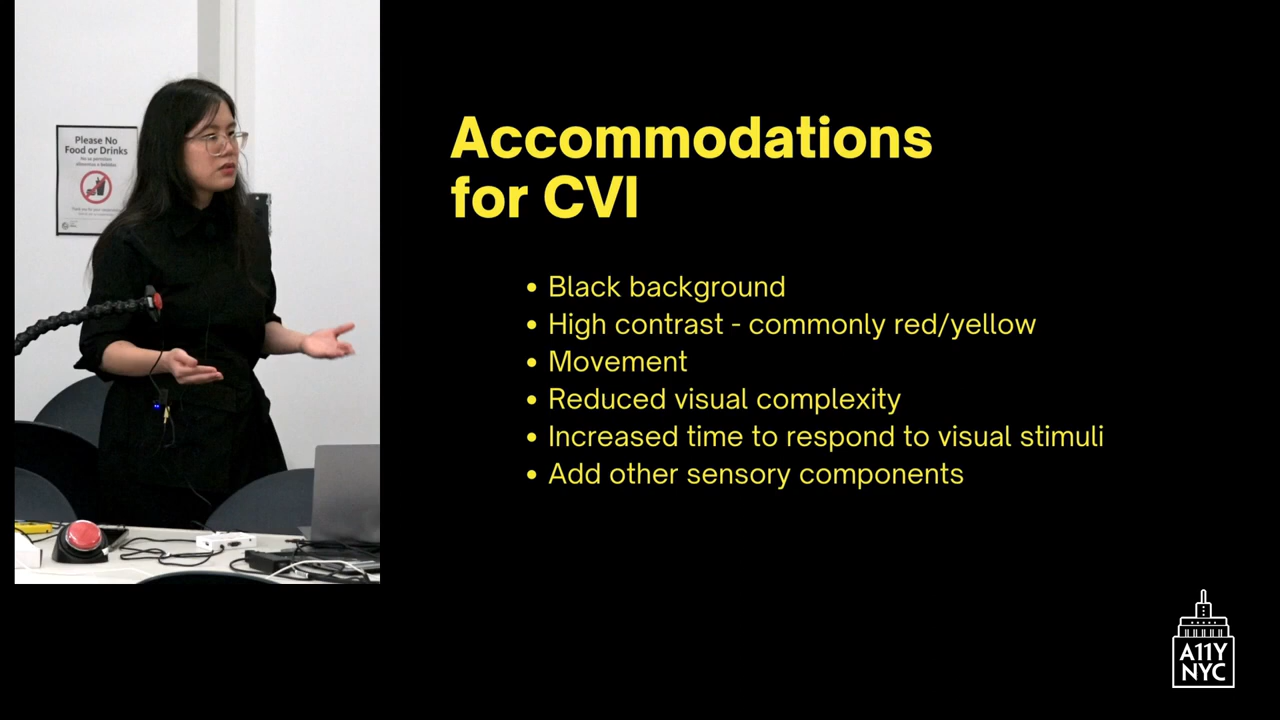 Please No
Food or Drinks
Accommodations
for CVI
Black background
High contrast - commonly red/yellow
Movement
Reduced visual complexity
Increased time to respond to visual stimuli
Add other sensory components
A11Y
NYC